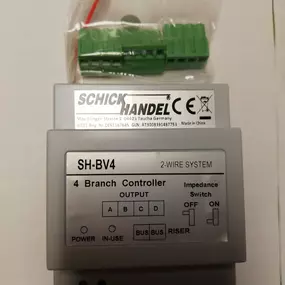 SCHICK
HANDEL CE
Made in China
SH-BV4 2-WIRE SYSTEM
4 Branch Controller
OUTPUT
Impedance
Switch
A B C D
OFF ON
POWER IN-USE
BUS BUS RISER